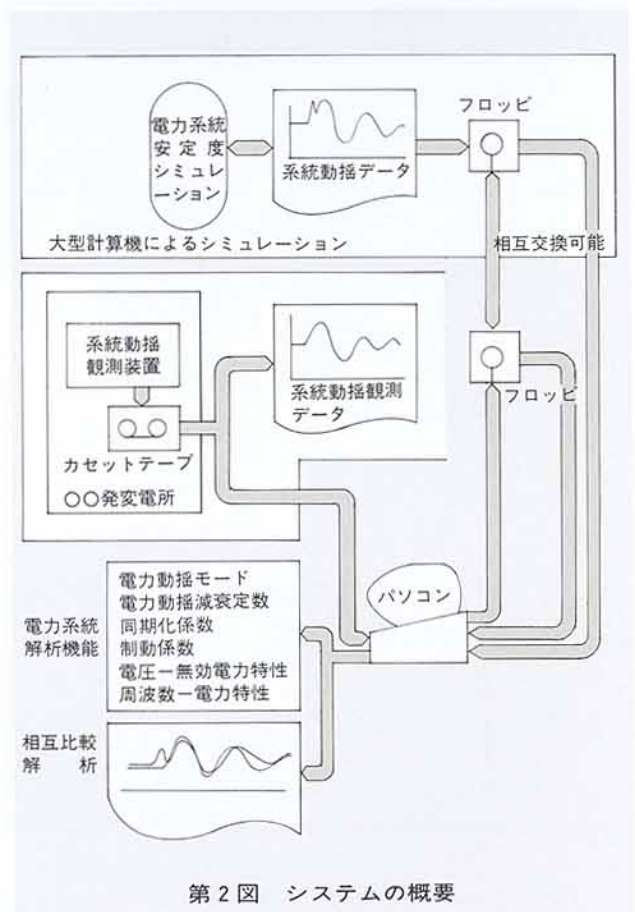 電力系統
安定度
シミュレ
ーション
系統動揺データ
フロッピ
大型計算機によるシミュレーション
相互交換可能
系統動揺
観測装置
カセットテープ
○○発変電所
系統動揺観測
データ
フロッピ
パソコン
電力系統
解析機能
電力動揺モード
電力動揺減衰定数
同期化係数
制動係数
電圧ー無効電力特性
周波数ー電力特性
相互比較
解析
第2図 システムの概要